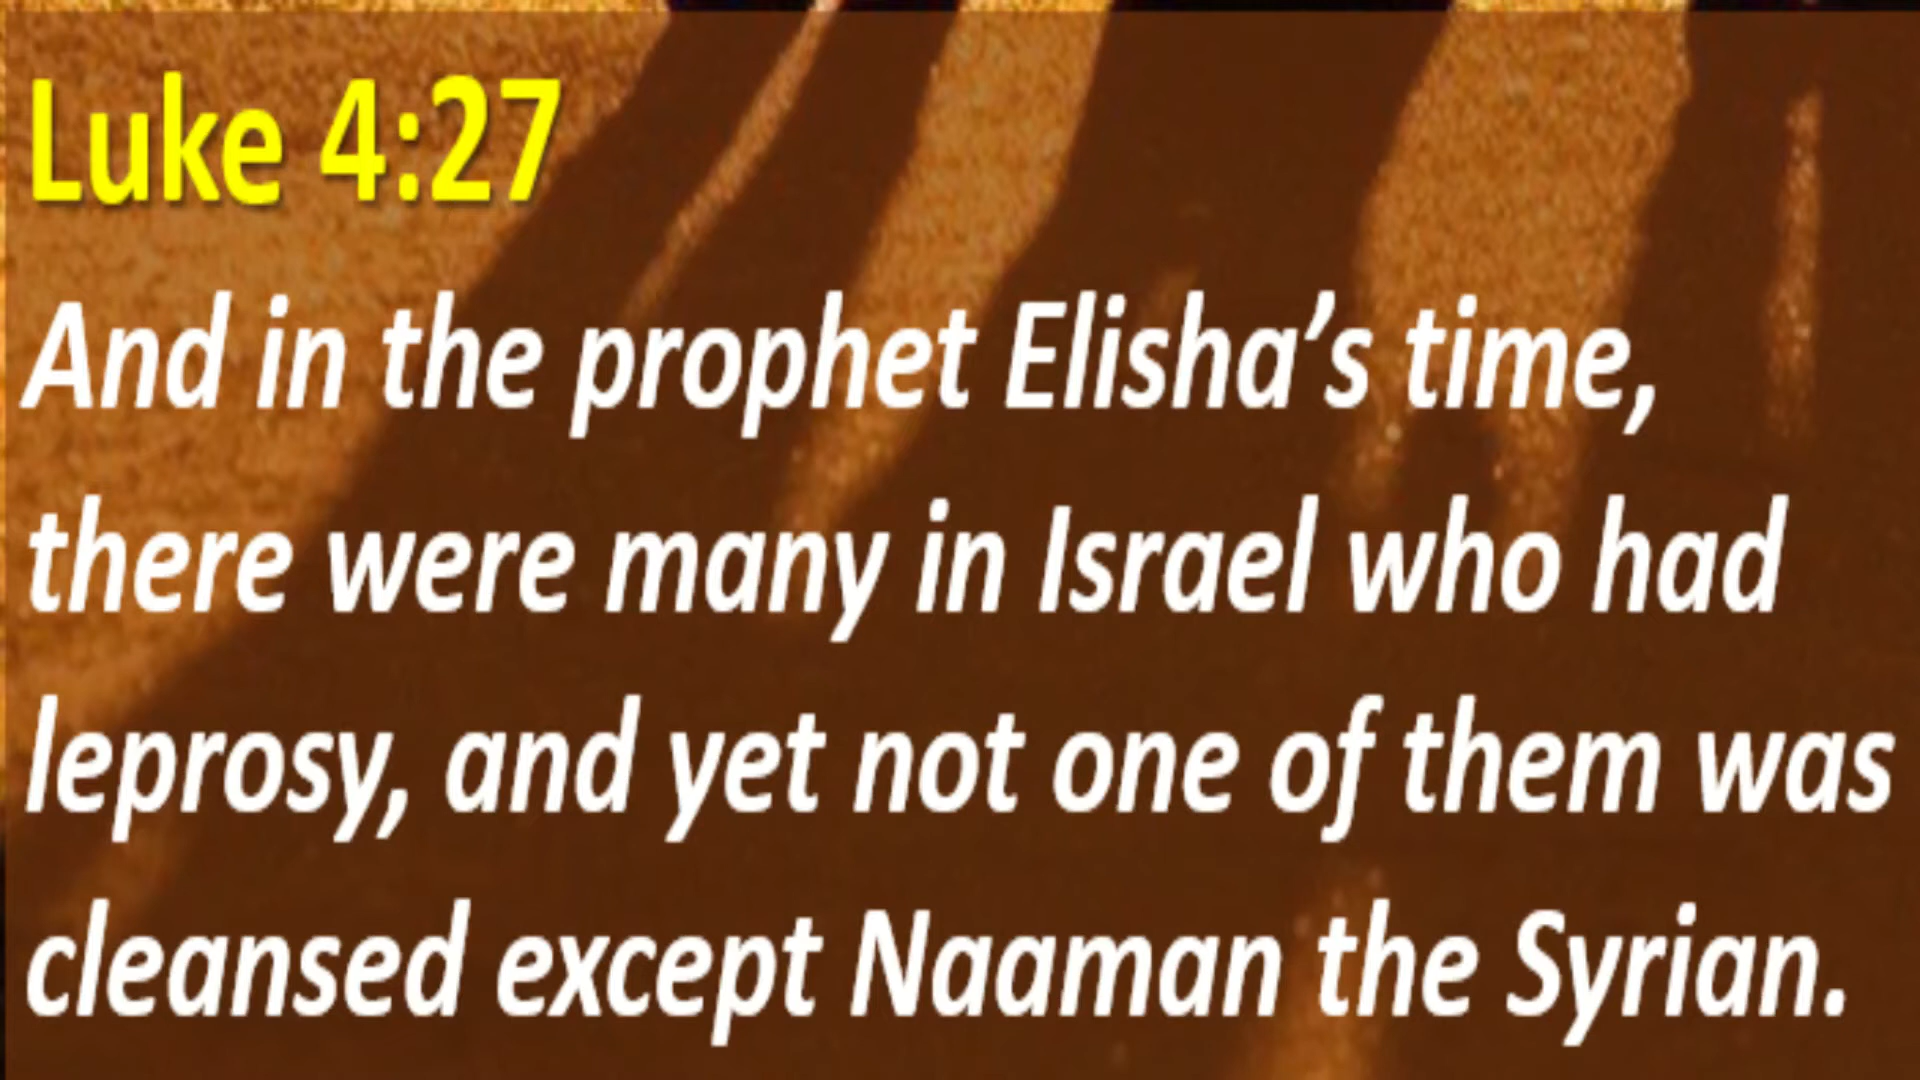 Luke 4:27
And in the prophet Elisha’s time,
there were many in Israel who had
leprosy, and yet not one of them was
cleansed except Naaman the Syrian.